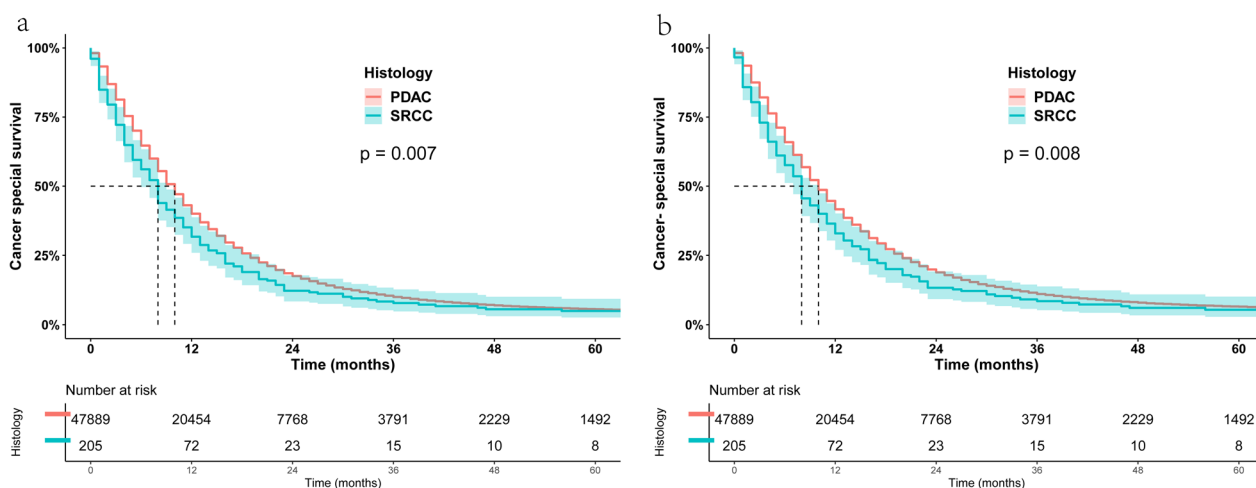 a
100%
75%
50%
25%
0%
Cancer special survival
Histology
PDAC
SRCC
p = 0.007
0 12 24 36 48 60
Time (months)
Number at risk
Histology
47889 20454 7768 3791 2229 1492
205 72 23 15 10 8
0 12 24 36 48 60
Time (months)
b
100%
75%
50%
25%
0%
Cancer- special survival
Histology
PDAC
SRCC
p = 0.008
0 12 24 36 48 60
Time (months)
Number at risk
Histology
47889 20454 7768 3791 2229 1492
205 72 23 15 10 8
0 12 24 36 48 60
Time (months)